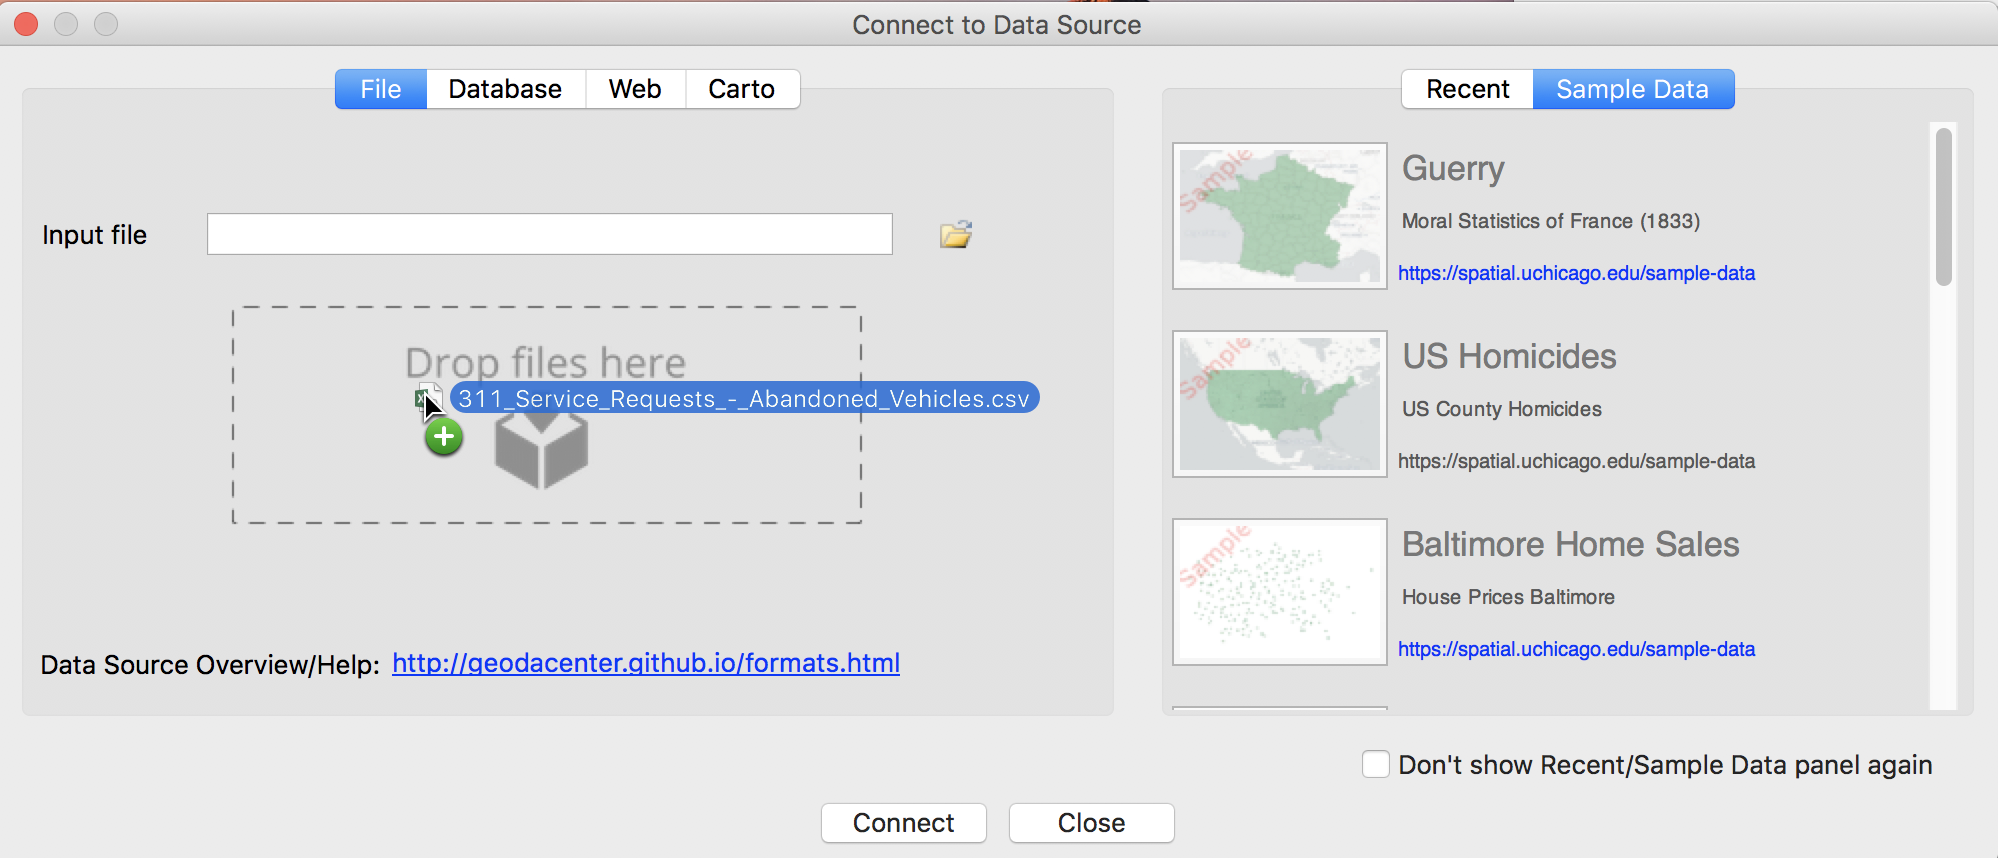 Connect to Data Source
File Database Web Carto
Recent Sample Data
Input file
Drop files here
311_Service_Requests_-_Abandoned_Vehicles.csv
Data Source Overview/Help: http://geodacenter.github.io/formats.html
Sample
Guerry
Moral Statistics of France (1833)
https://spatial.uchicago.edu/sample-data
Sample
US Homicides
US County Homicides
https://spatial.uchicago.edu/sample-data
Sample
Baltimore Home Sales
House Prices Baltimore
https://spatial.uchicago.edu/sample-data
Don't show Recent/Sample Data panel again
Connect Close